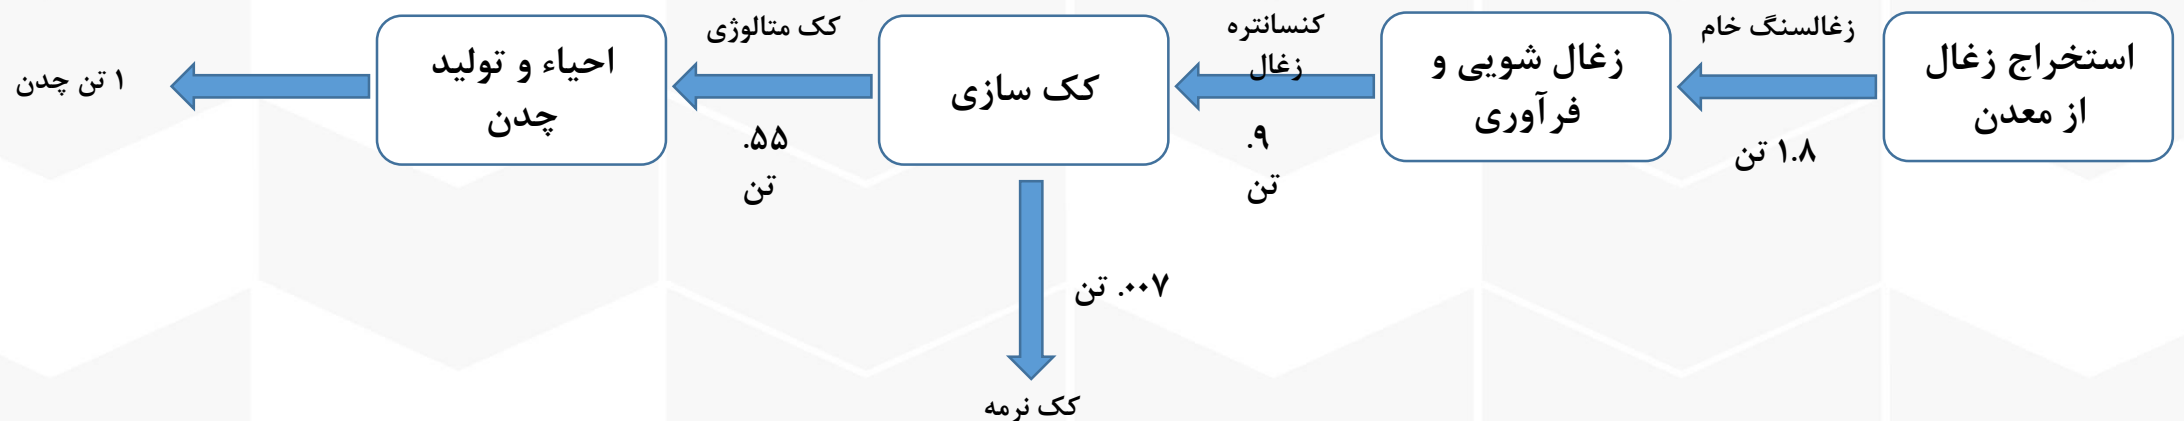 استخراج زغال
از معدن
زغالسنگ خام
۱.۸ تن
زغال شویی و
فرآوری
کنسانتره
زغال
.۹
تن
کک سازی
کک متالوژی
.۵۵
تن
احیاء و تولید
چدن
۱ تن چدن
.۰۰۷ تن
کک نرمه